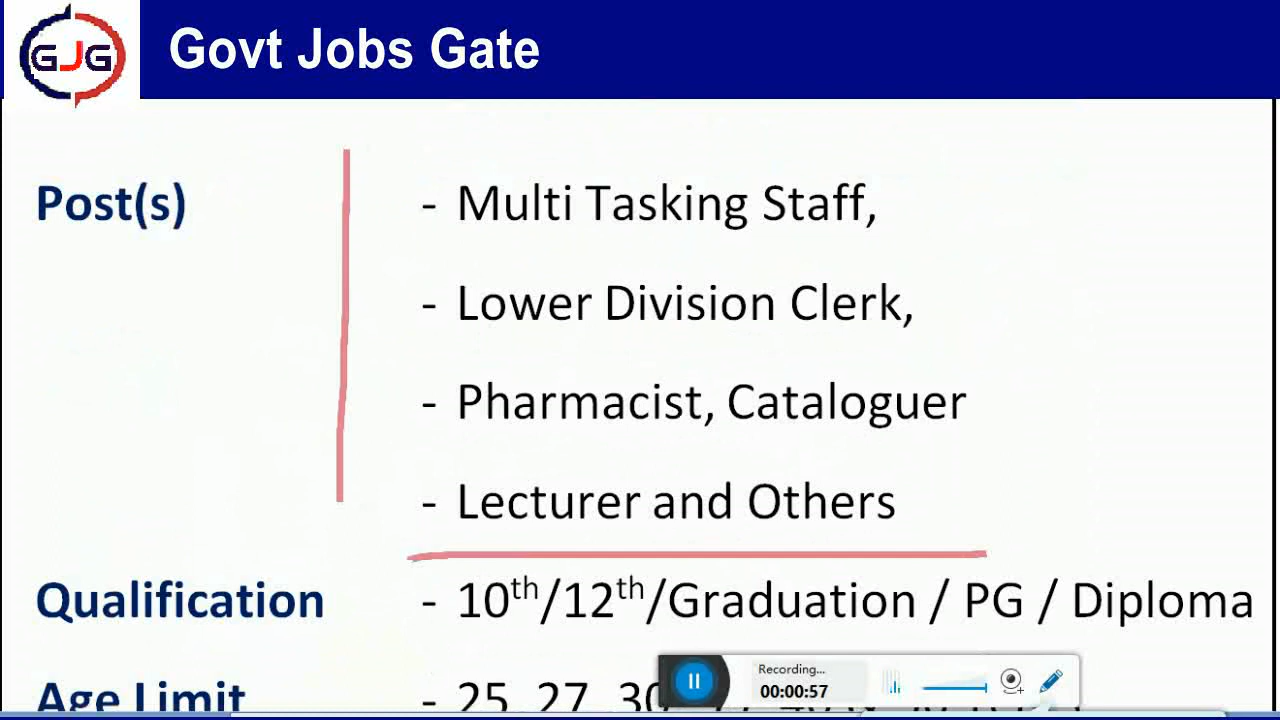 GJG Govt Jobs Gate
Post(s) - Multi Tasking Staff,
- Lower Division Clerk,
- Pharmacist, Cataloguer
- Lecturer and Others
Qualification - 10th/12th/Graduation / PG / Diploma
Age Limit - 25, 27, 30,
Recording...
00:00:57